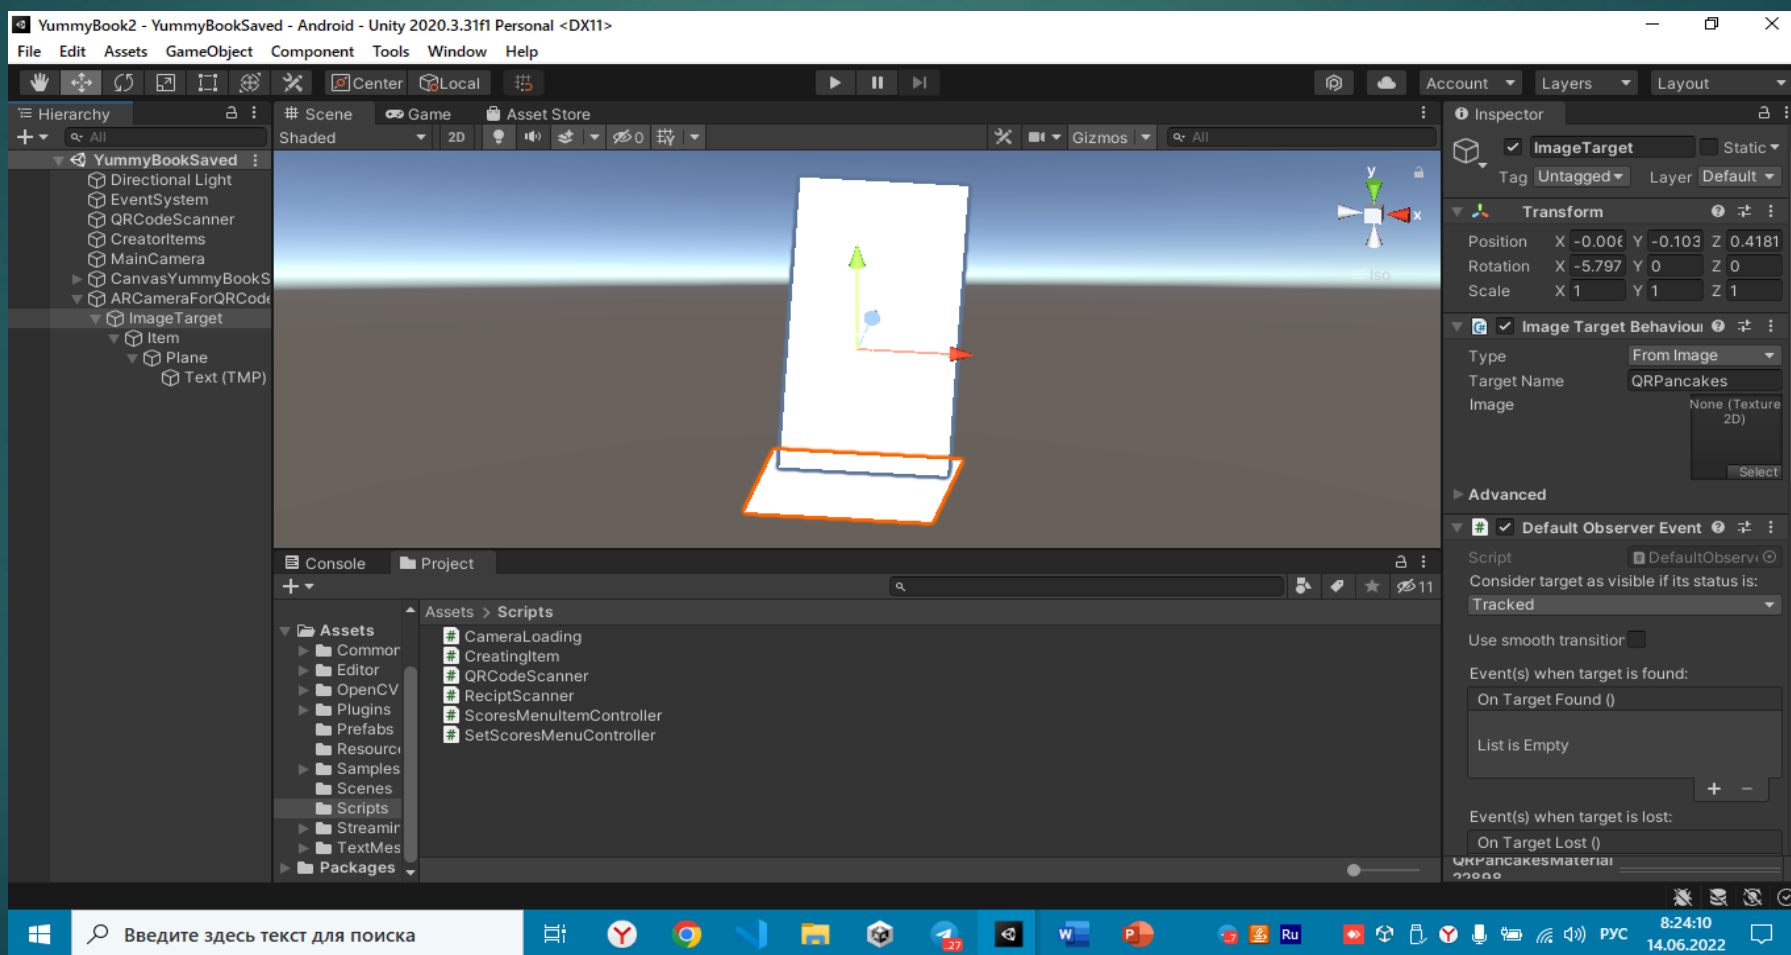 YummyBook2 - YummyBookSaved - Android - Unity 2020.3.31f1 Personal <DX11>
File Edit Assets GameObject Component Tools Window Help
Center Local Account Layers Layout
Hierarchy
All
YummyBookSaved
Directional Light
EventSystem
QRCodeScanner
CreatorItems
MainCamera
CanvasYummyBookS
ARCameraForQRCode
ImageTarget
Item
Plane
Text (TMP)
Scene Game Asset Store
Shaded 2D 0 Gizmos All
y
x
Iso
Console Project
11
Assets
Common
Editor
OpenCV
Plugins
Prefabs
Resourc
Samples
Scenes
Scripts
Streamin
TextMes
Packages
Assets > Scripts
CameraLoading
CreatingItem
QRCodeScanner
ReciptScanner
ScoresMenuItemController
SetScoresMenuController
Inspector
ImageTarget Static
Tag Untagged Layer Default
Transform
Position X -0.006 Y -0.103 Z 0.4181
Rotation X -5.797 Y 0 Z 0
Scale X 1 Y 1 Z 1
Image Target Behaviou
Type From Image
Target Name QRPancakes
Image None (Texture
2D)
Select
Advanced
Default Observer Event
Script DefaultObserv
Consider target as visible if its status is:
Tracked
Use smooth transition
Event(s) when target is found:
On Target Found ()
List is Empty
+ -
Event(s) when target is lost:
On Target Lost ()
QRPancakesMaterial
22898
Введите здесь текст для поиска
27
Ru
РУС
8:24:10
14.06.2022